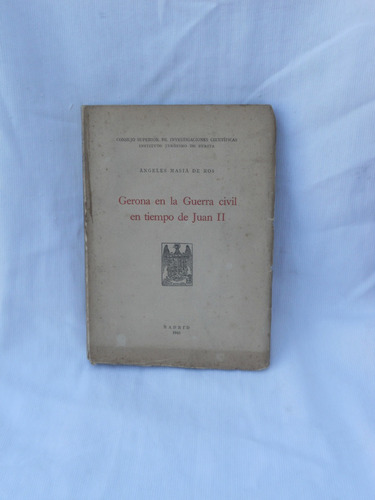 CONSEJO SUPERIOR DE INVESTIGACIONES CIENTÍFICAS
INSTITUTO JERÓNIMO DE ZURITA
ÁNGELES MASIÁ DE ROS
Gerona en la Guerra civil
en tiempo de Juan II
MADRID